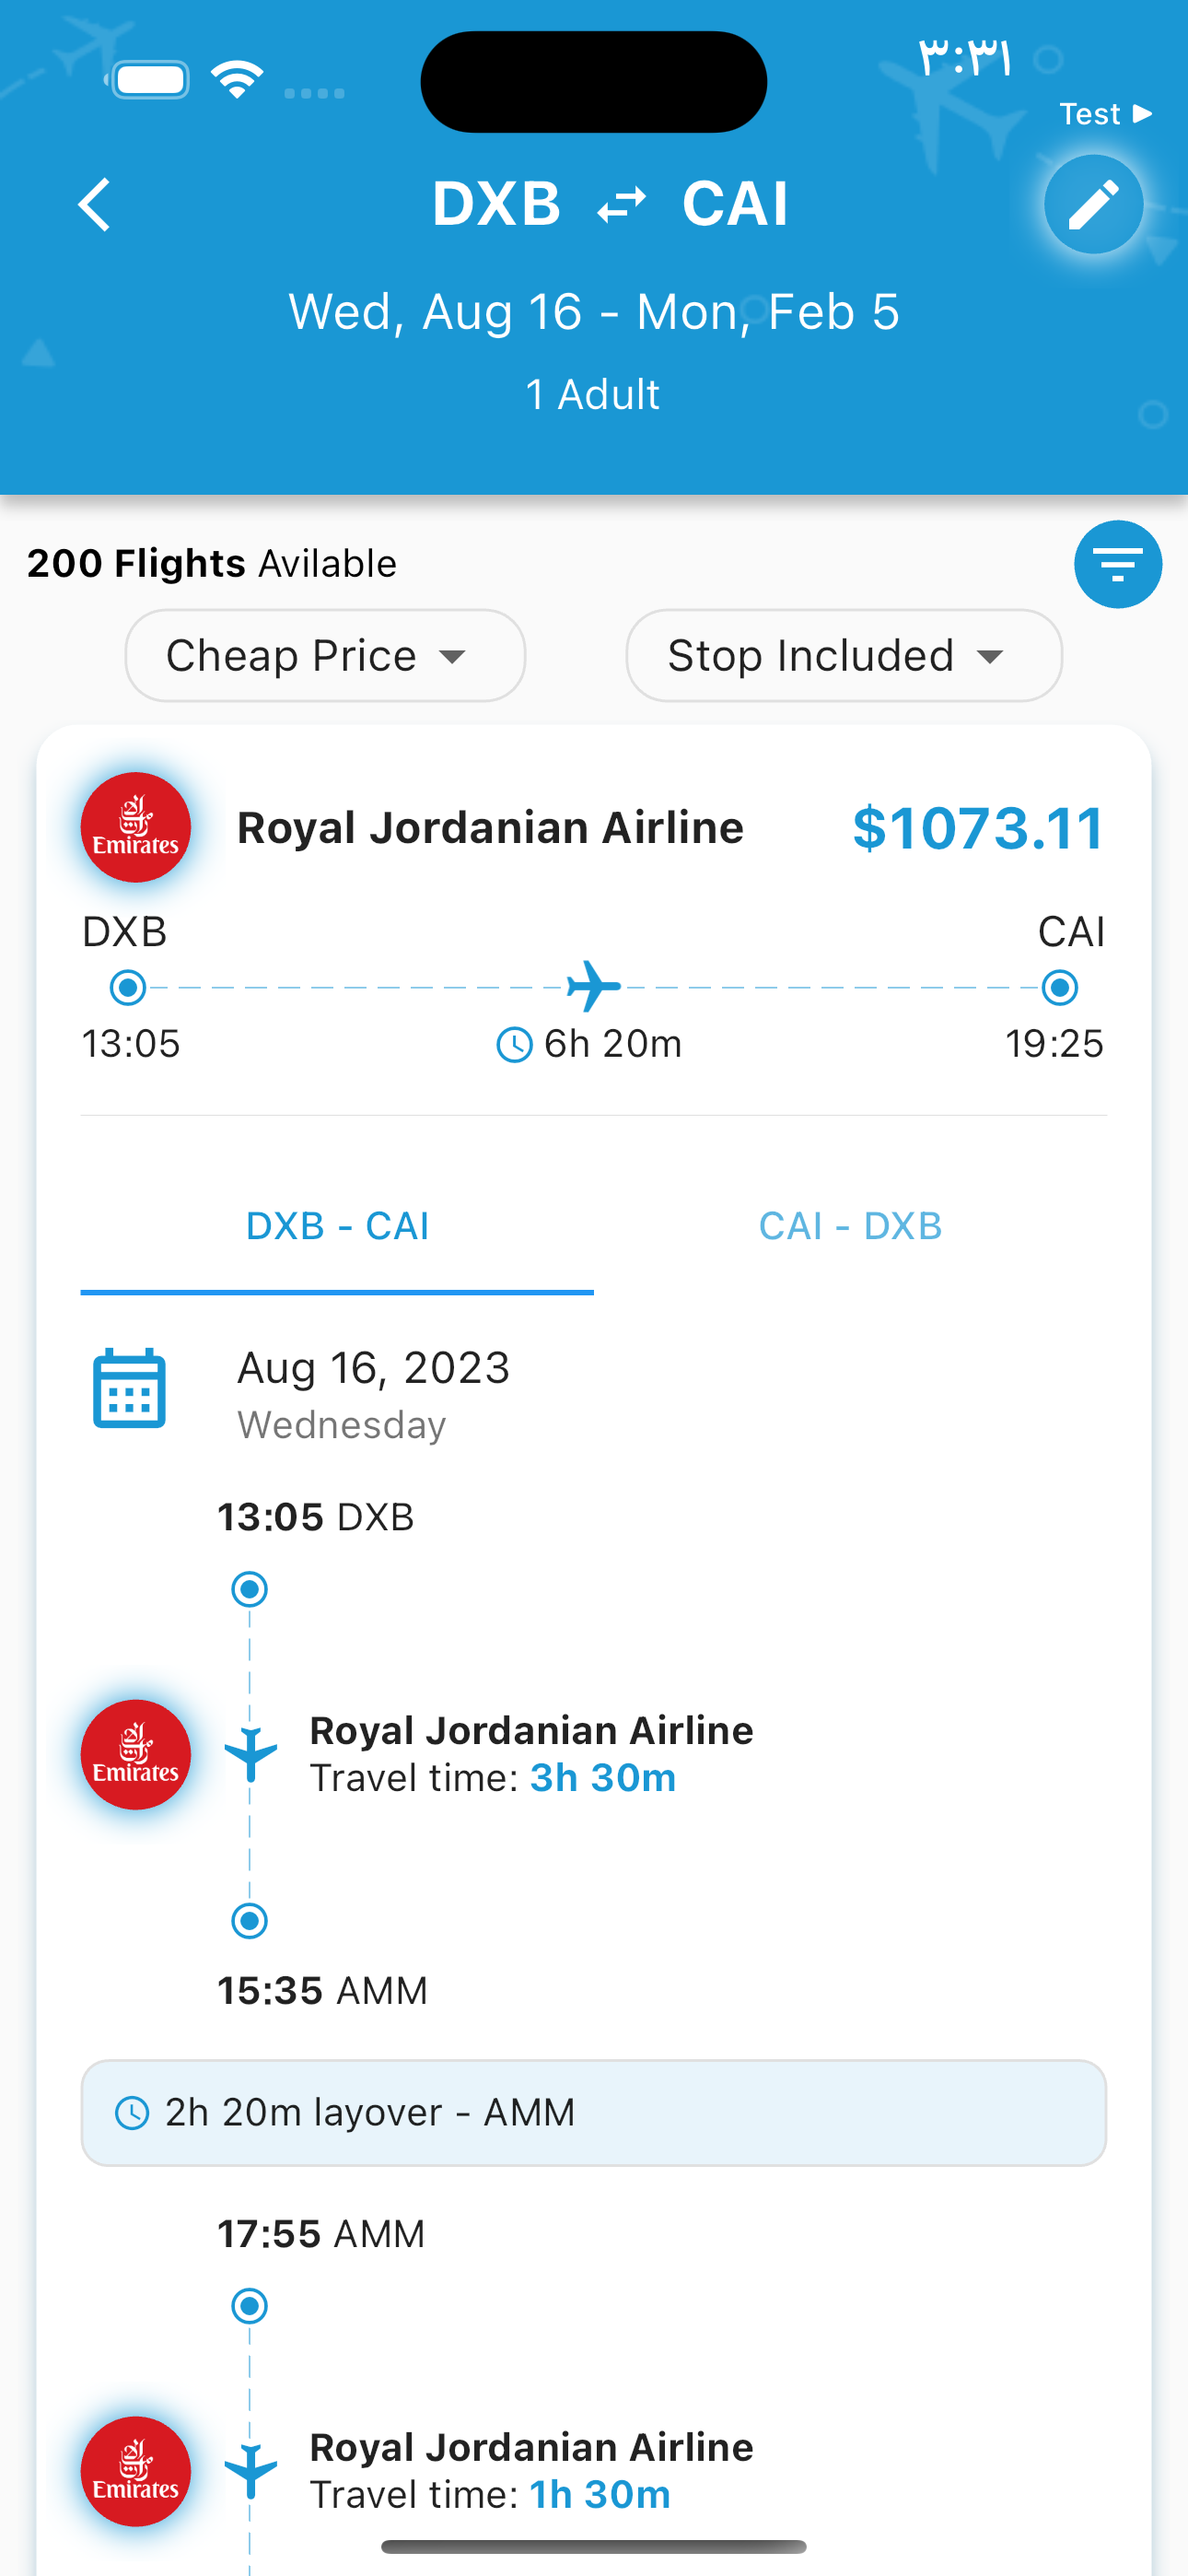 ٣:٣١
Test
DXB CAI
Wed, Aug 16 - Mon, Feb 5
1 Adult
200 Flights Avilable
Cheap Price
Stop Included
Emirates
Royal Jordanian Airline
$1073.11
DXB
CAI
13:05
6h 20m
19:25
DXB - CAI
CAI - DXB
Aug 16, 2023
Wednesday
13:05 DXB
Emirates
Royal Jordanian Airline
Travel time: 3h 30m
15:35 AMM
2h 20m layover - AMM
17:55 AMM
Emirates
Royal Jordanian Airline
Travel time: 1h 30m